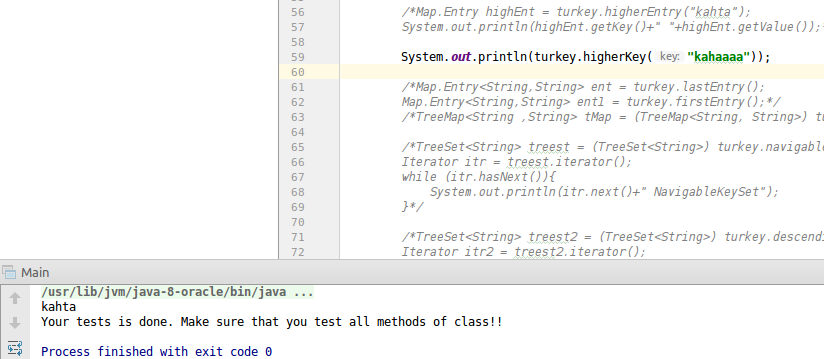 56 /*Map.Entry highEnt = turkey.higherEntry("kahta");
57 System.out.println(highEnt.getKey()+" "+highEnt.getValue());
58
59 System.out.println(turkey.higherKey( key: "kahaaaa"));
60
61 /*Map.Entry<String,String> ent = turkey.lastEntry();
62 Map.Entry<String,String> ent1 = turkey.firstEntry();*/
63 /*TreeMap<String ,String> tMap = (TreeMap<String, String>) tu
64
65 /*TreeSet<String> treest = (TreeSet<String>) turkey.navigabl
66 Iterator itr = treest.iterator();
67 while (itr.hasNext()){
68 System.out.println(itr.next()+" NavigableKeySet");
69 }*/
70
71 /*TreeSet<String> treest2 = (TreeSet<String>) turkey.descendi
72 Iterator itr2 = treest2.iterator();
Main
/usr/lib/jvm/java-8-oracle/bin/java ...
kahta
Your tests is done. Make sure that you test all methods of class!!
Process finished with exit code 0